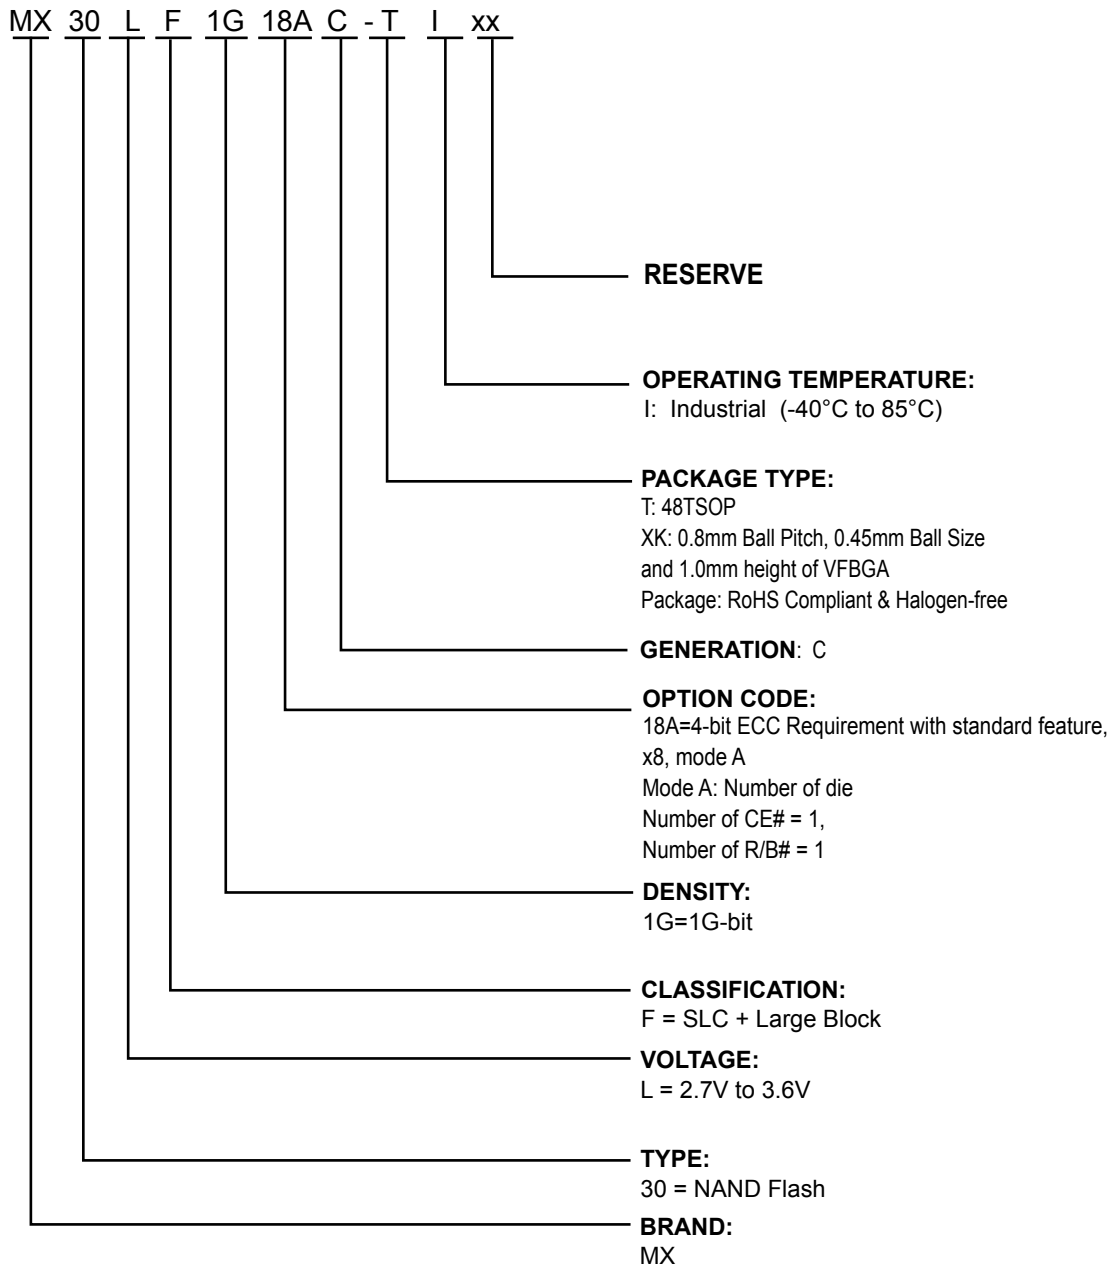 MX 30 L F 1G 18A C - T I xx
RESERVE
OPERATING TEMPERATURE:
I: Industrial (-40°C to 85°C)
PACKAGE TYPE:
T: 48TSOP
XK: 0.8mm Ball Pitch, 0.45mm Ball Size
and 1.0mm height of VFBGA
Package: RoHS Compliant & Halogen-free
GENERATION: C
OPTION CODE:
18A=4-bit ECC Requirement with standard feature,
x8, mode A
Mode A: Number of die
Number of CE# = 1,
Number of R/B# = 1
DENSITY:
1G=1G-bit
CLASSIFICATION:
F = SLC + Large Block
VOLTAGE:
L = 2.7V to 3.6V
TYPE:
30 = NAND Flash
BRAND:
MX